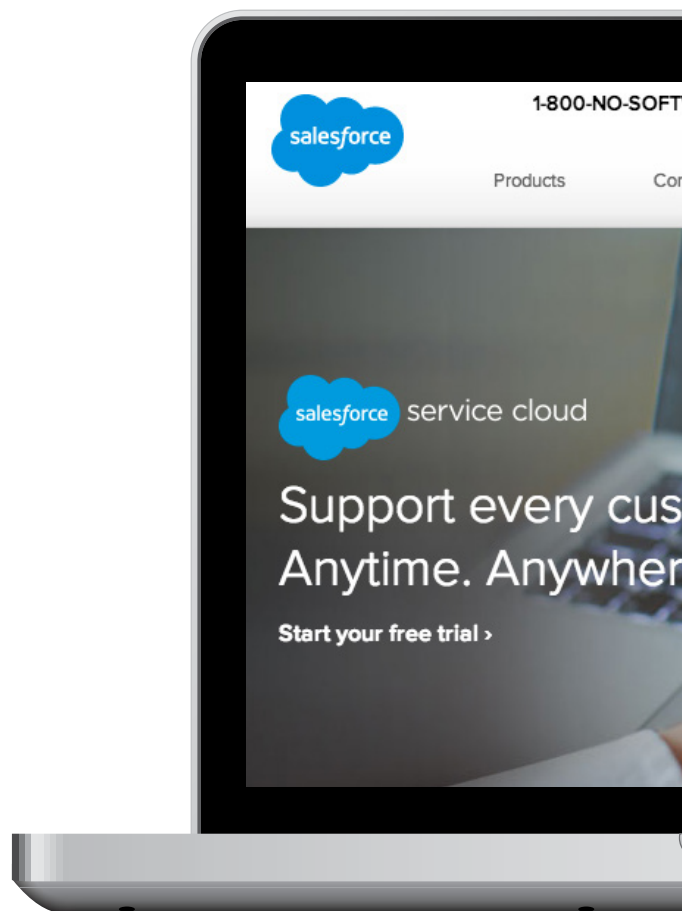 1-800-NO-SOFT
salesforce
Products
salesforce service cloud
Support every cus
Anytime. Anywher
Start your free trial ›